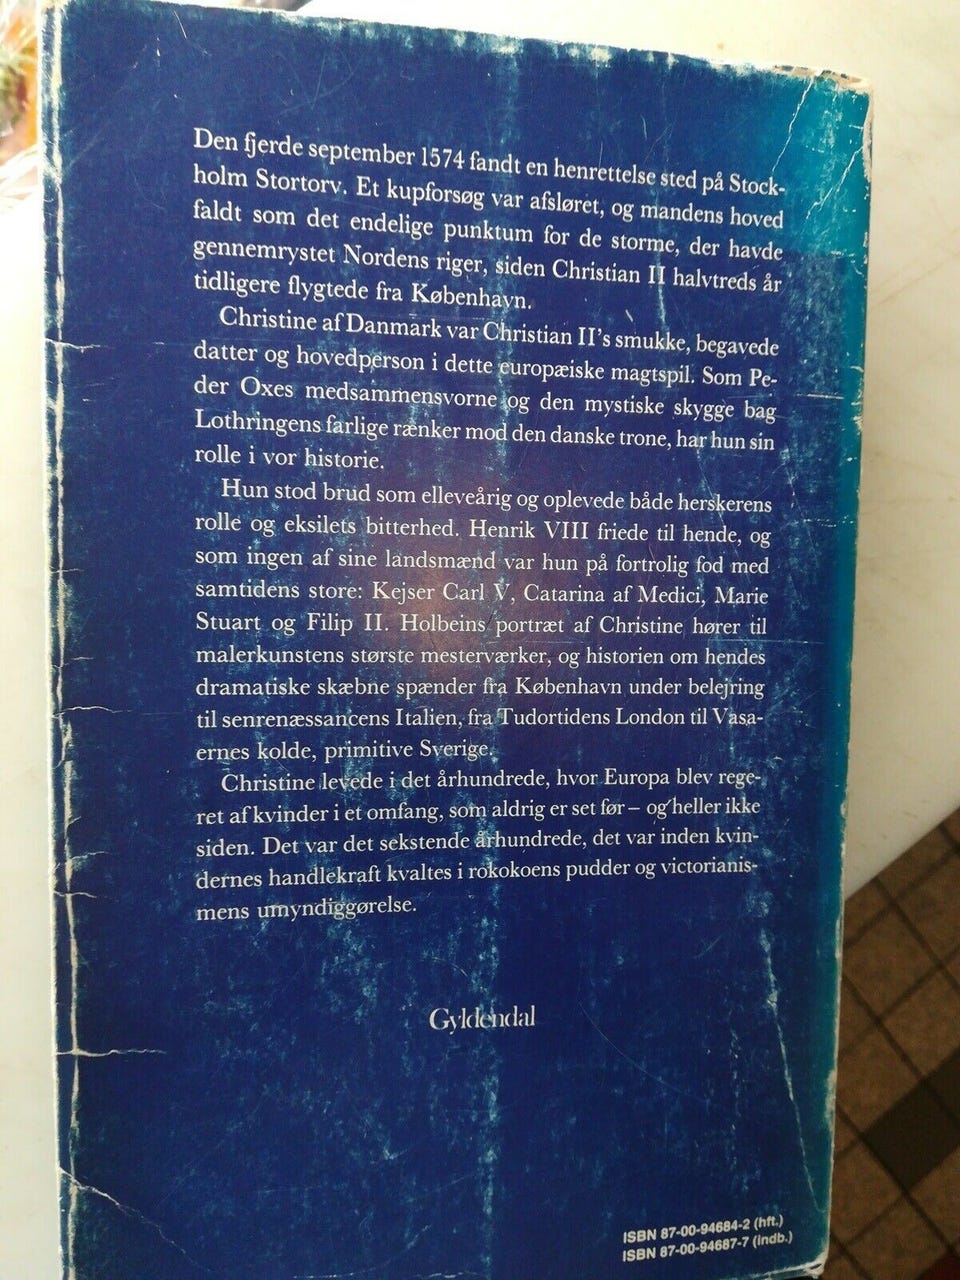 Den fjerde september 1574 fandt en henrettelse sted på Stock-
holm Stortorv. Et kupforsøg var afsløret, og mandens hoved
faldt som det endelige punktum for de storme, der havde
gennemrystet Nordens riger, siden Christian II halvtreds år
tidligere flygtede fra København.
Christine af Danmark var Christian II's smukke, begavede
datter og hovedperson i dette europæiske magtspil. Som Pe-
der Oxes medsammensvorne og den mystiske skygge bag
Lothringens farlige rænker mod den danske trone, har hun sin
rolle i vor historie.
Hun stod brud som elleveårig og oplevede både herskerens
rolle og eksilets bitterhed. Henrik VIII friede til hende, og
som ingen af sine landsmænd var hun på fortrolig fod med
samtidens store: Kejser Carl V, Catarina af Medici, Marie
Stuart og Filip II. Holbeins portræt af Christine hører til
malerkunstens største mesterværker, og historien om hendes
dramatiske skæbne spænder fra København under belejring
til senrenæssancens Italien, fra Tudortidens London til Vasa-
ernes kolde, primitive Sverige.
Christine levede i det århundrede, hvor Europa blev rege-
ret af kvinder i et omfang, som aldrig er set før – og heller ikke
siden. Det var det sekstende århundrede, det var inden kvin-
dernes handlekraft kvaltes i rokokoens pudder og victorianis-
mens umyndiggørelse.
Gyldendal
ISBN 87-00-94684-2 (hft.)
ISBN 87-00-94687-7 (indb.)